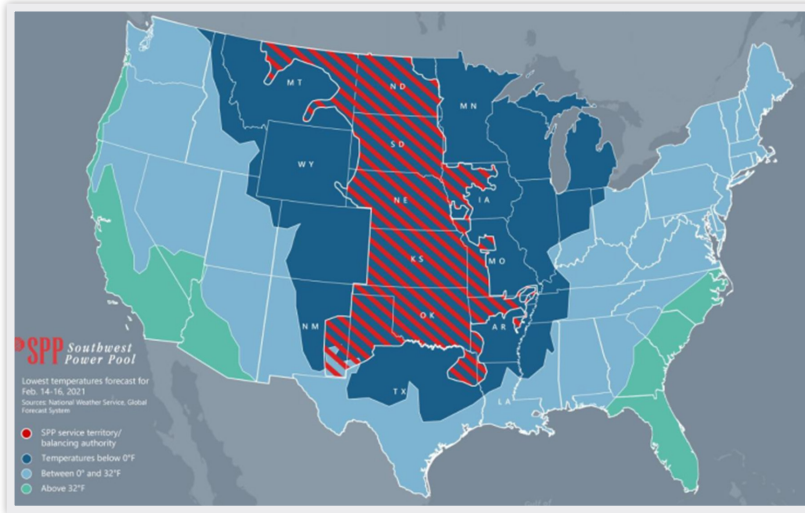 MT
ND
MN
SD
WY
NE
IA
KS
MO
NM
OK
AR
TX
LA
SPP Southwest
Power Pool
Lowest temperatures forecast for
Feb. 14-16, 2021
Sources: National Weather Service, Global
Forecast System
SPP service territory/
balancing authority
Temperatures below 0°F
Between 0° and 32°F
Above 32°F